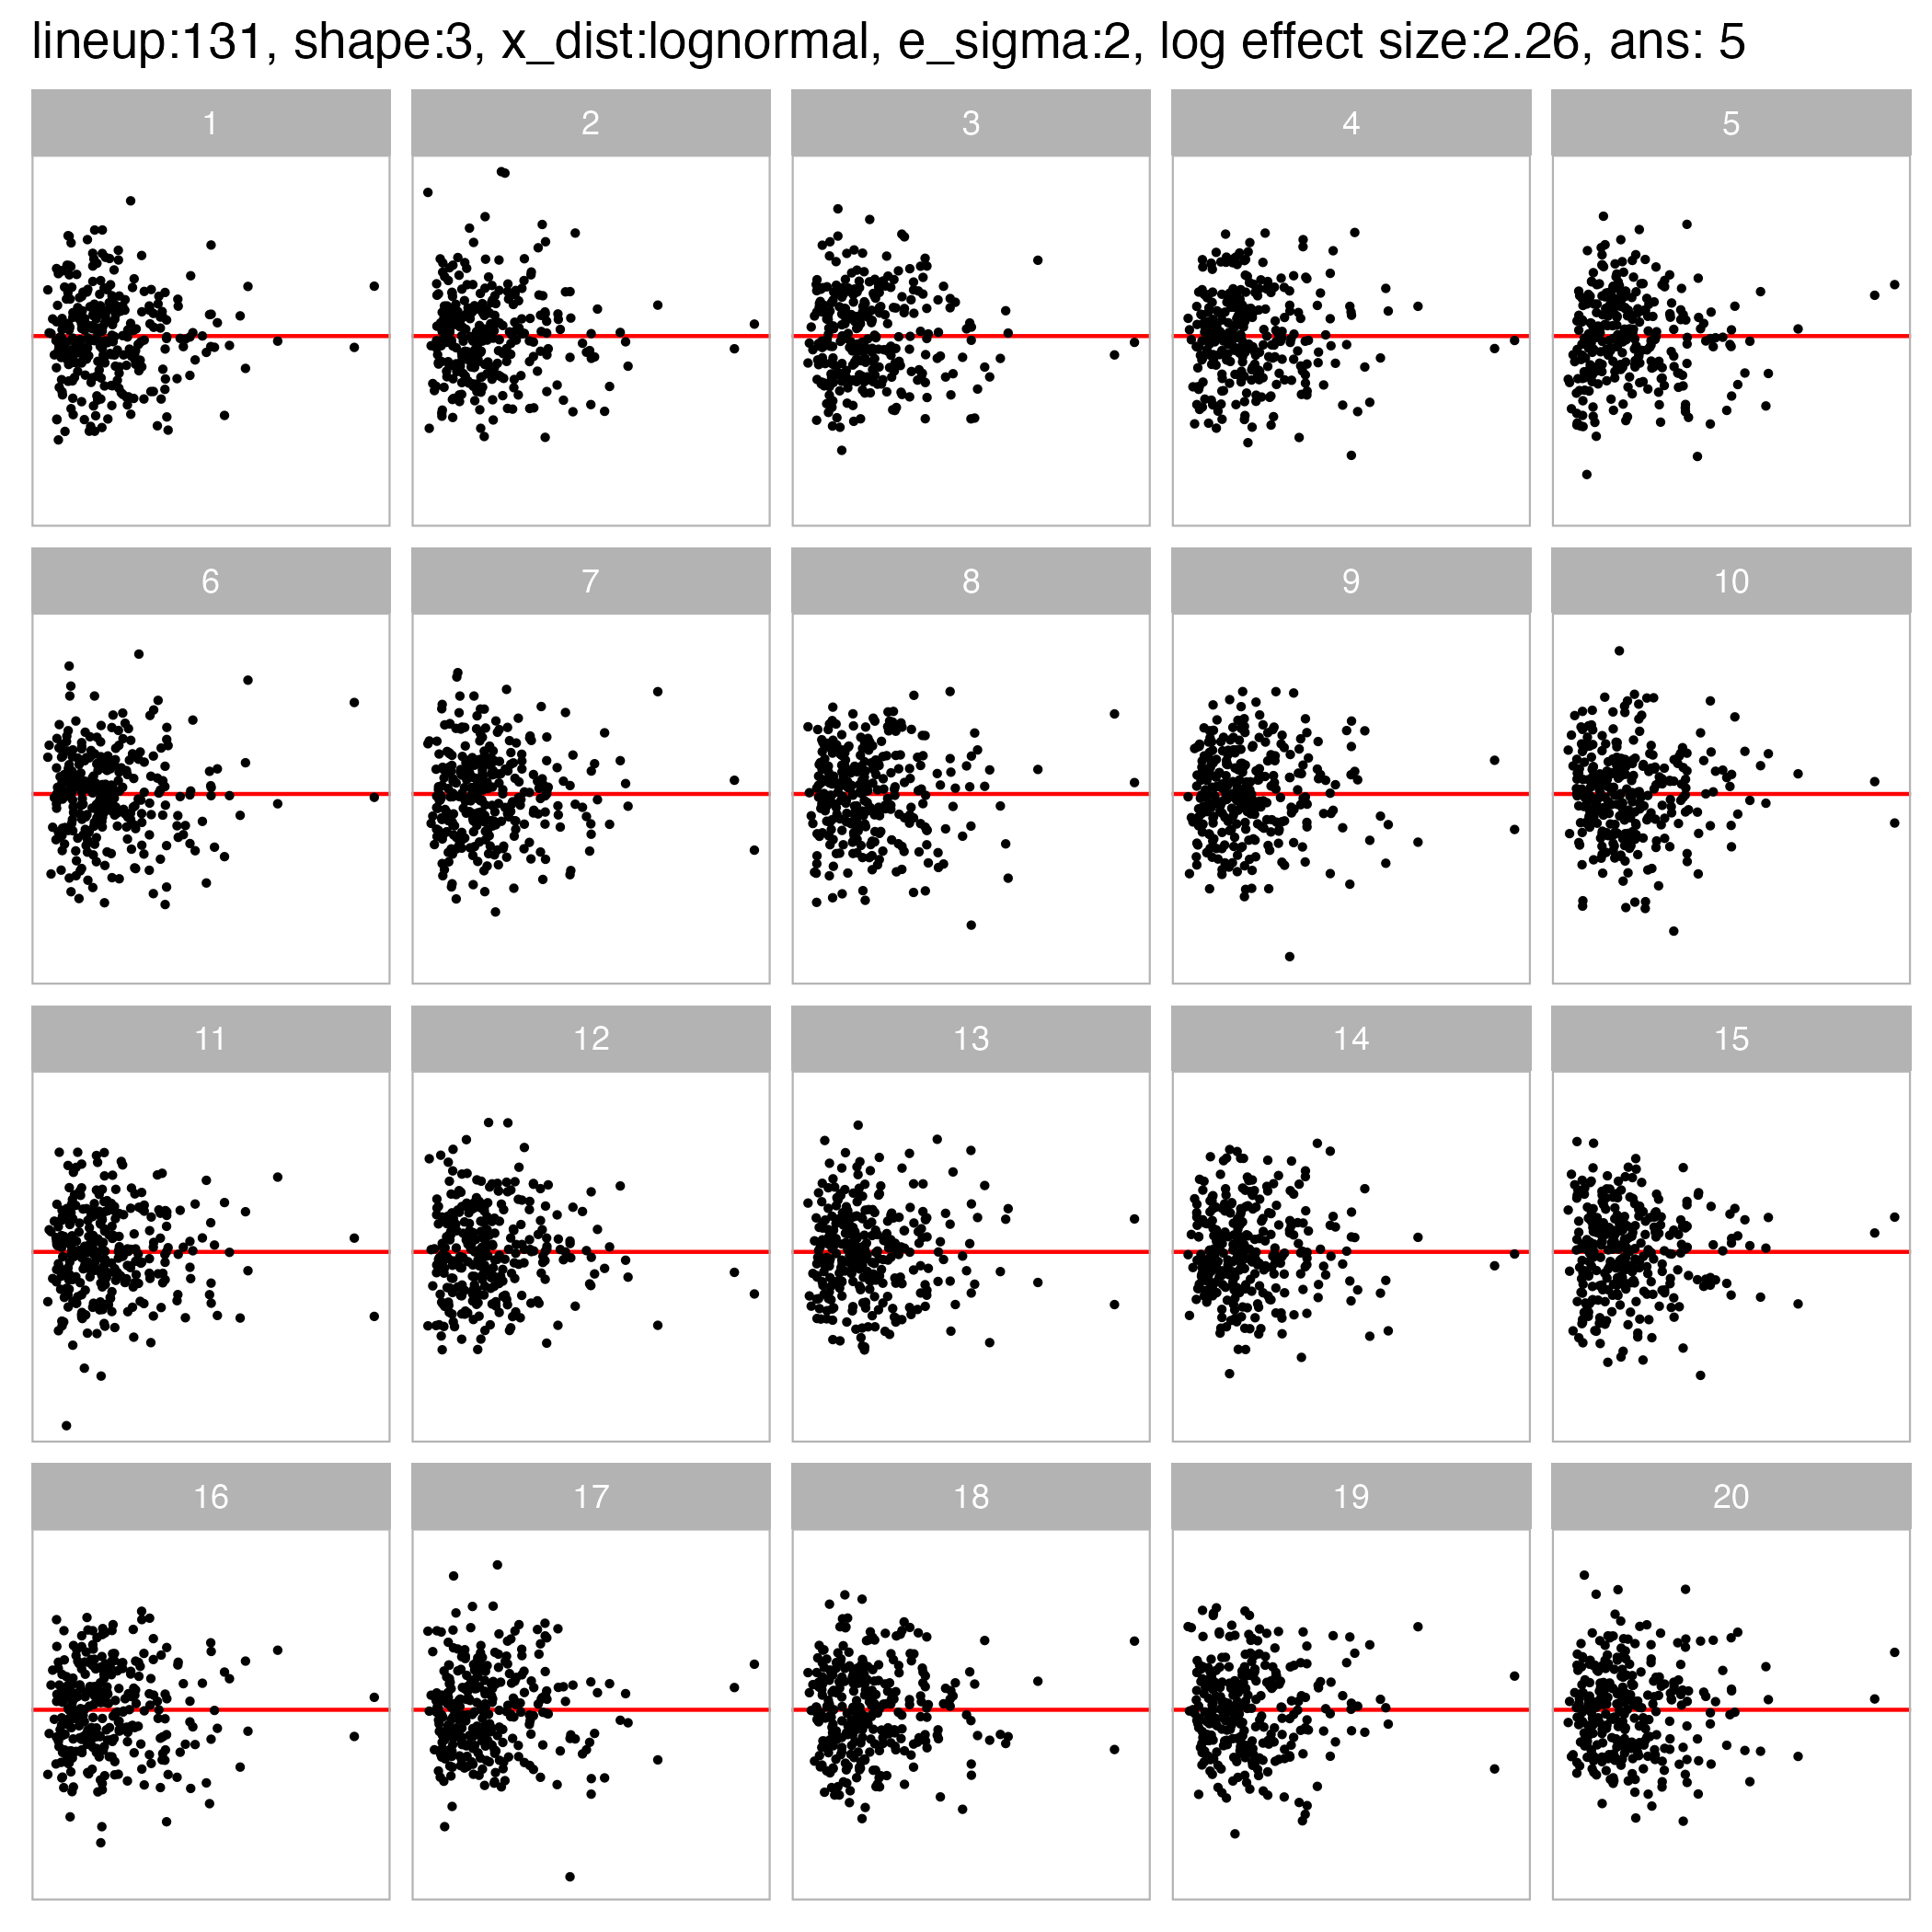 lineup:131, shape:3, x_dist:lognormal, e_sigma:2, log effect size:2.26, ans: 5
1 2 3 4 5
6 7 8 9 10
11 12 13 14 15
16 17 18 19 20